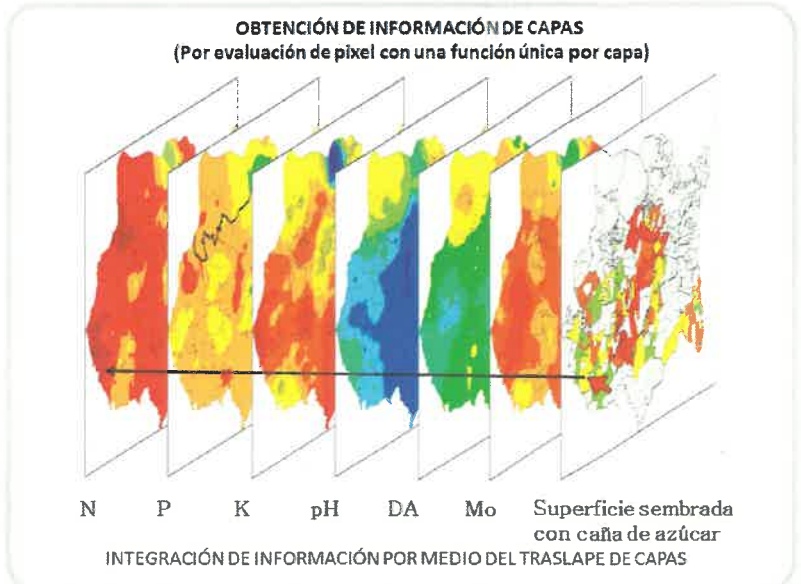 OBTENCIÓN DE INFORMACIÓN DE CAPAS
(Por evaluación de pixel con una función única por capa)
N P K pH DA Mo Superficie sembrada
con caña de azúcar
INTEGRACIÓN DE INFORMACIÓN POR MEDIO DEL TRASLAPE DE CAPAS